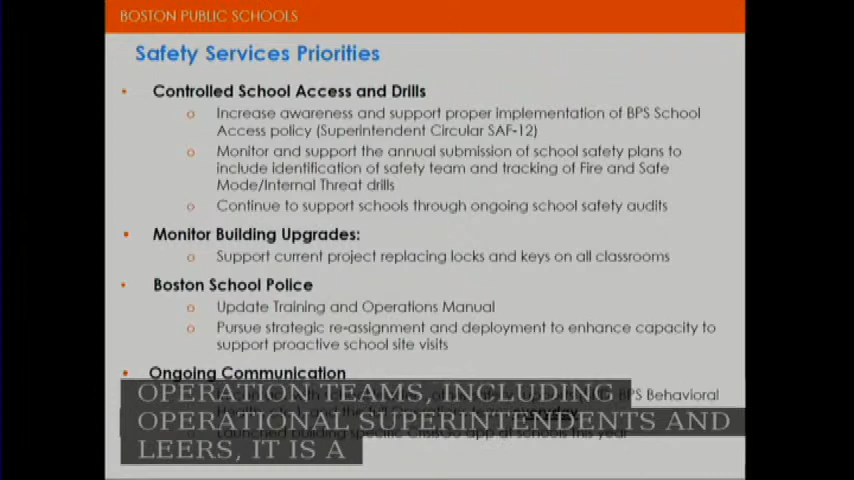 BOSTON PUBLIC SCHOOLS
Safety Services Priorities
• Controlled School Access and Drills
o Increase awareness and support proper implementation of BPS School
Access policy (Superintendent Circular SAF-12)
o Monitor and support the annual submission of school safety plans to
include identification of safety team and tracking of Fire and Safe
Mode/Internal Threat drills
o Continue to support schools through ongoing school safety audits
• Monitor Building Upgrades:
o Support current project replacing locks and keys on all classrooms
• Boston School Police
o Update Training and Operations Manual
o Pursue strategic re-assignment and deployment to enhance capacity to
support proactive school site visits
• Ongoing Communication
BPS Behavioral
OPERATION TEAMS, INCLUDING
OPERATIONAL SUPERINTENDENTS AND
LEERS, IT IS A